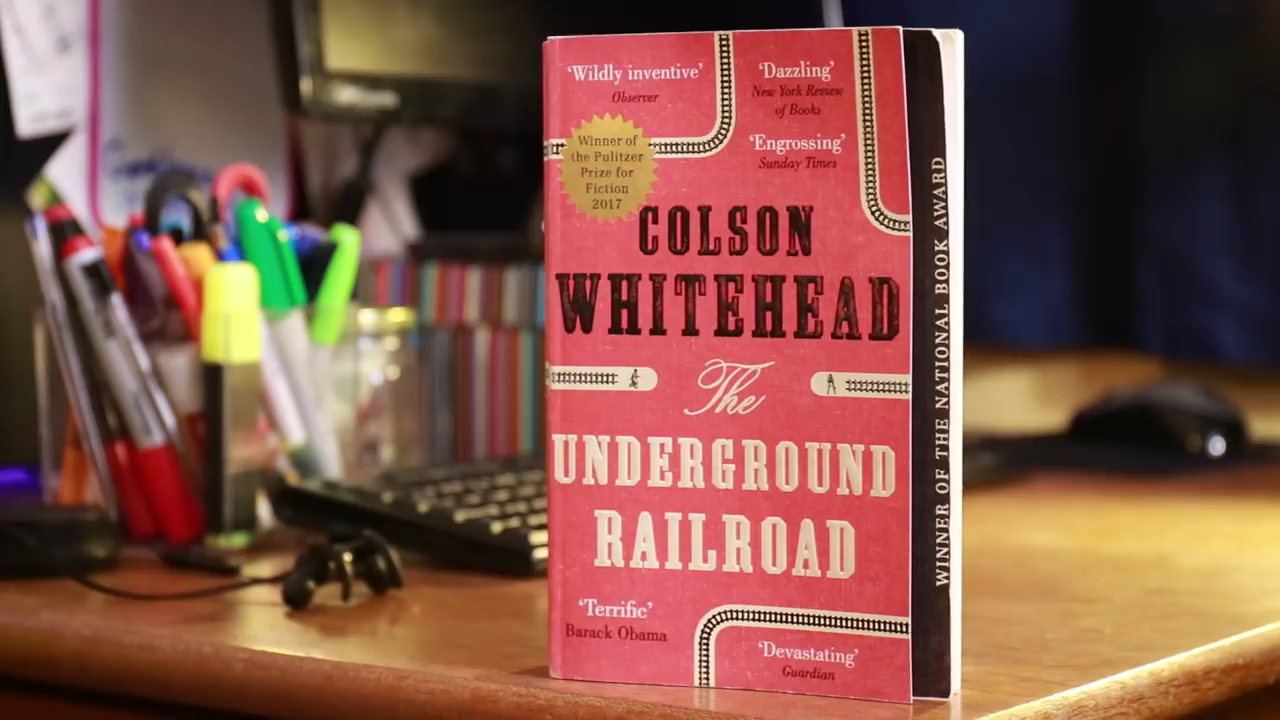 ‘Wildly inventive’
Observer
‘Dazzling’
New York Review
of Books
‘Engrossing’
Sunday Times
Winner of
the Pulitzer
Prize for
Fiction
2017
COLSON
WHITEHEAD
The
UNDERGROUND
RAILROAD
‘Terrific’
Barack Obama
‘Devastating’
Guardian
WINNER OF THE NATIONAL BOOK AWARD